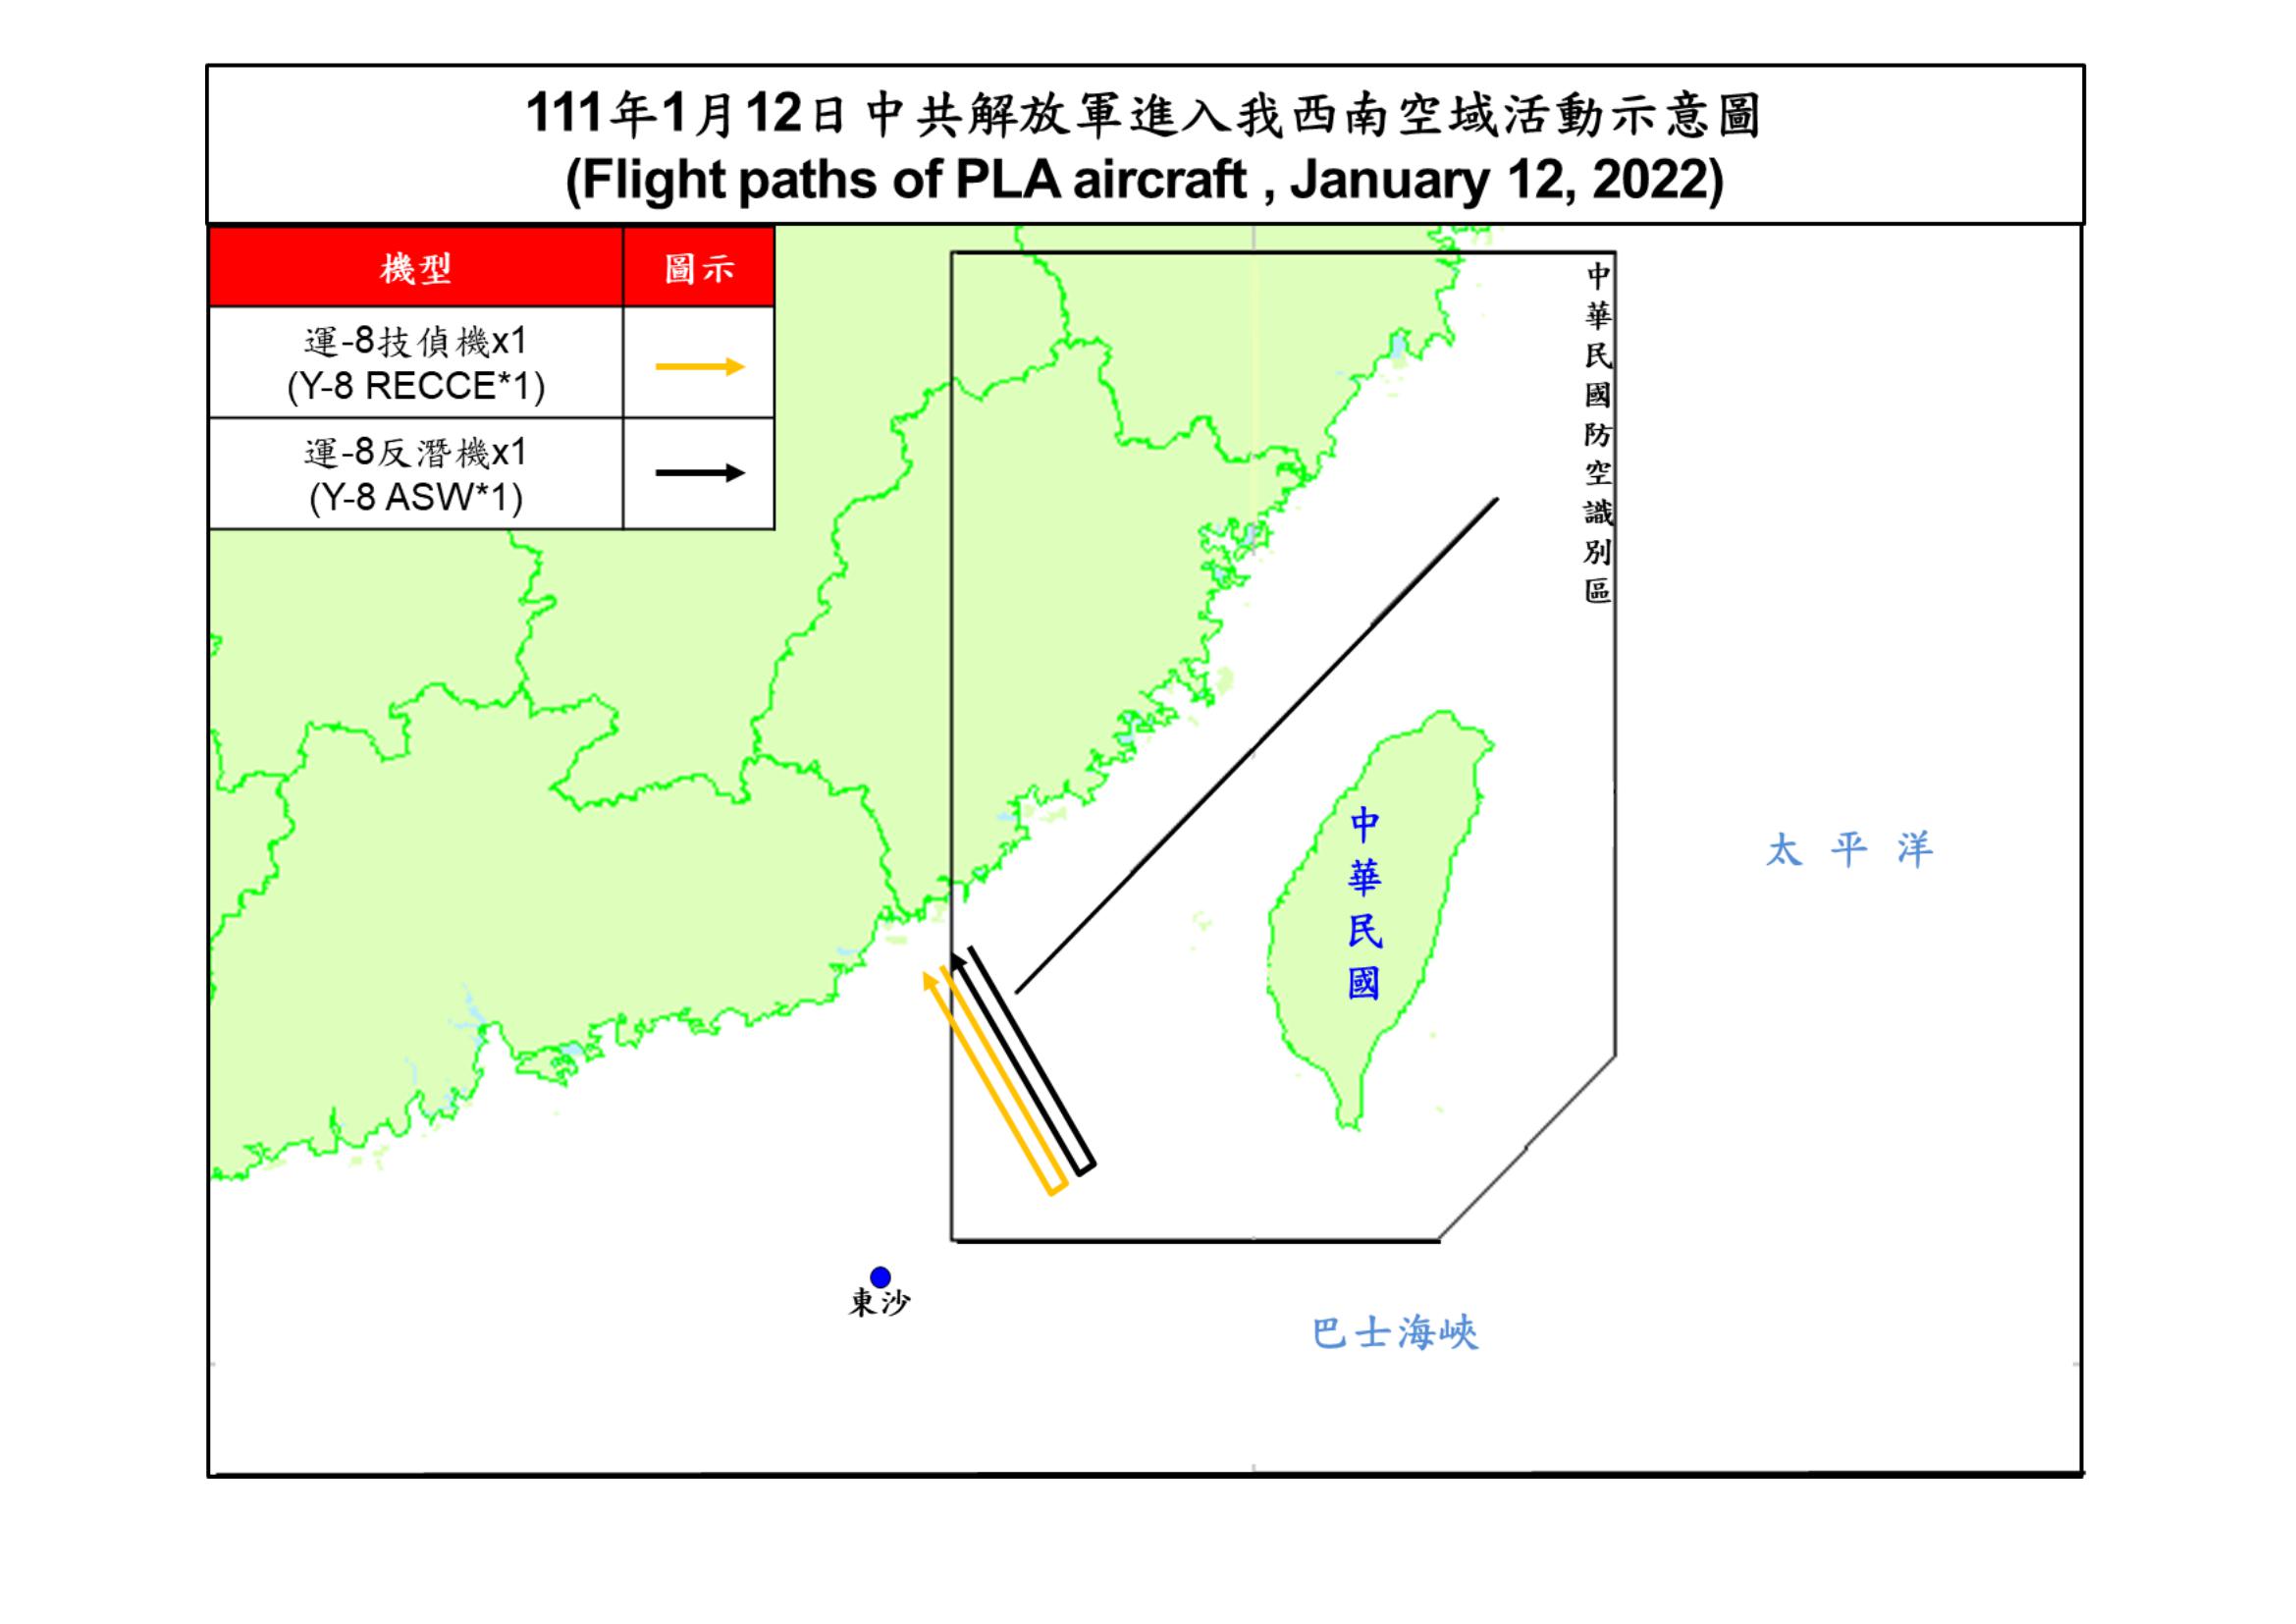 111年1月12日中共解放軍進入我西南空域活動示意圖
(Flight paths of PLA aircraft , January 12, 2022)
機型
圖示
運-8技偵機x1
(Y-8 RECCE*1)
運-8反潛機x1
(Y-8 ASW*1)
中華民國防空識別區
中華民國
太平洋
東沙
巴士海峽